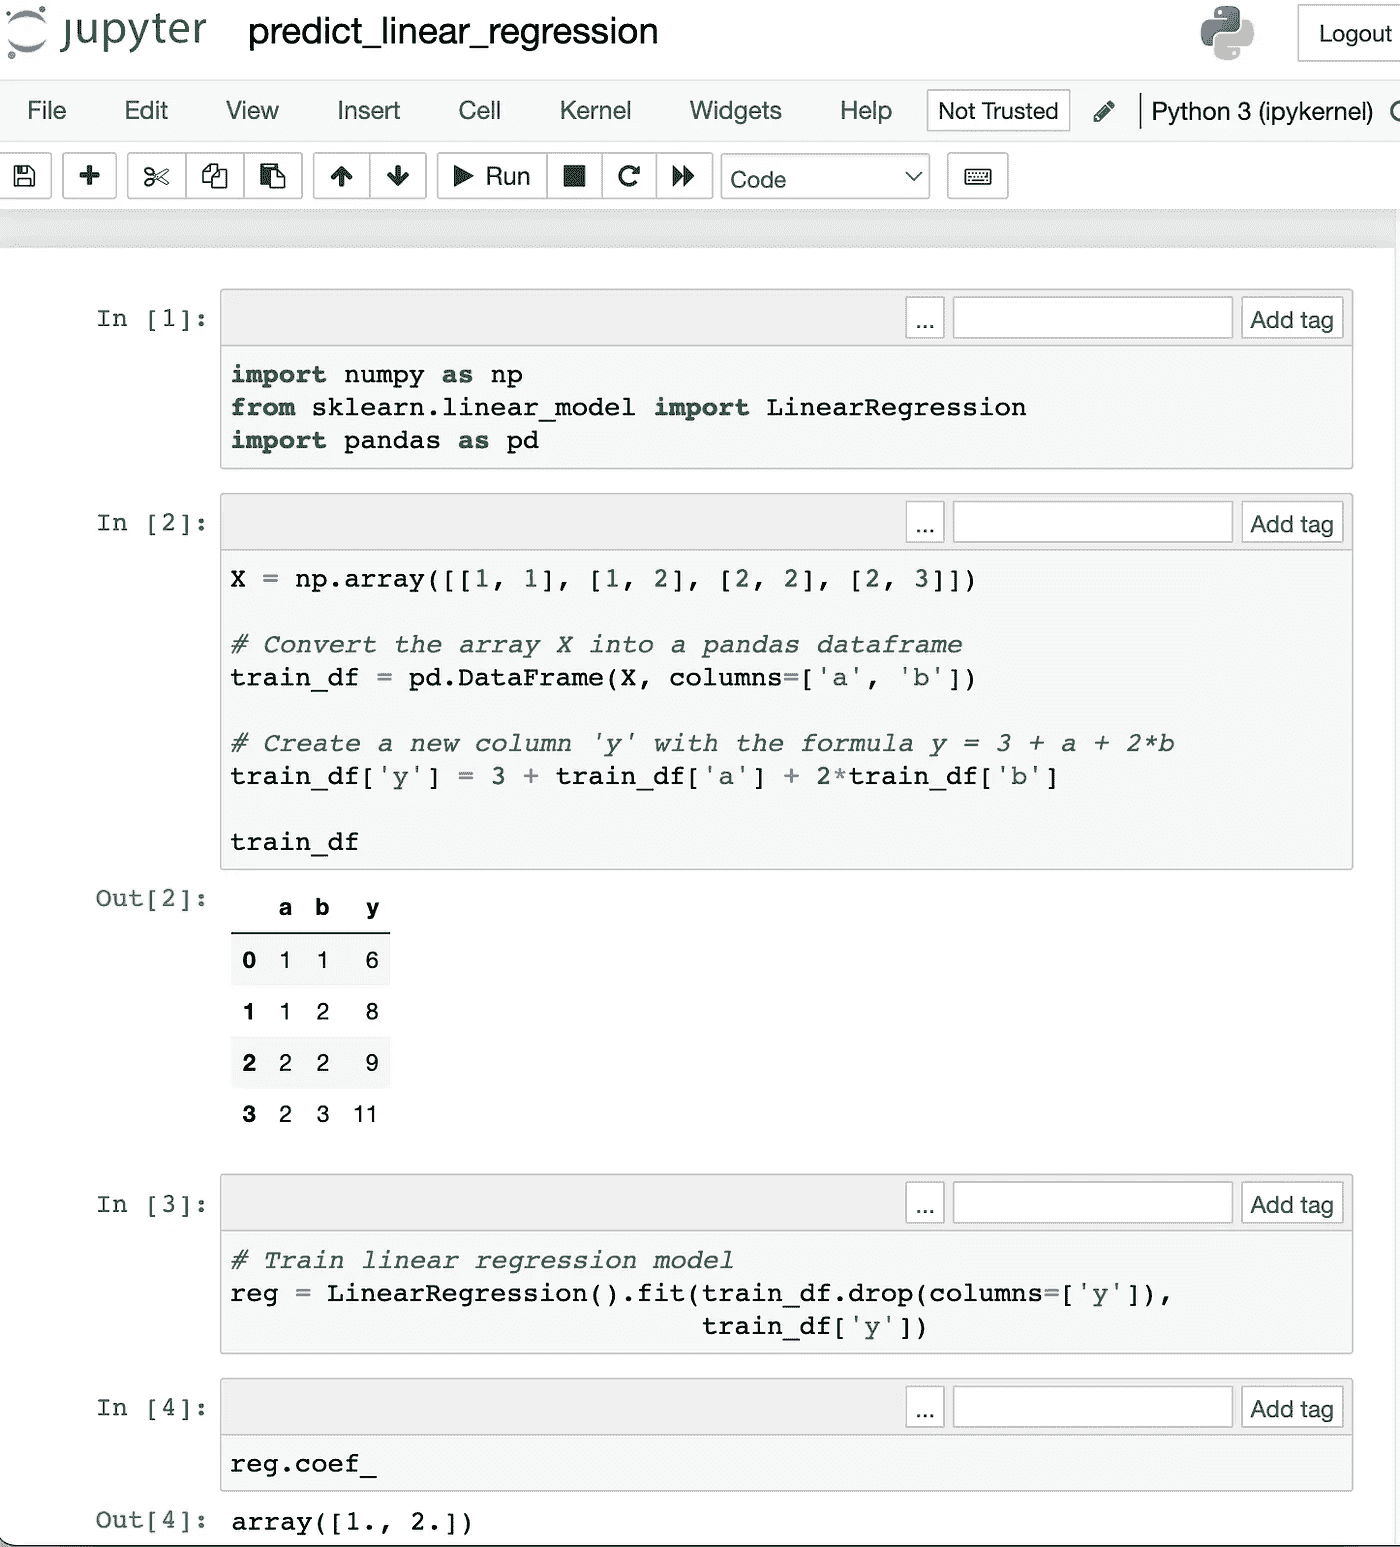 jupyter predict_linear_regression Logout
File Edit View Insert Cell Kernel Widgets Help Not Trusted Python 3 (ipykernel)
Run Code
In [1]: ... Add tag
import numpy as np
from sklearn.linear_model import LinearRegression
import pandas as pd
In [2]: ... Add tag
X = np.array([[1, 1], [1, 2], [2, 2], [2, 3]])
# Convert the array X into a pandas dataframe
train_df = pd.DataFrame(X, columns=['a', 'b'])
# Create a new column 'y' with the formula y = 3 + a + 2*b
train_df['y'] = 3 + train_df['a'] + 2*train_df['b']
train_df
Out[2]:
a b y
0 1 1 6
1 1 2 8
2 2 2 9
3 2 3 11
In [3]: ... Add tag
# Train linear regression model
reg = LinearRegression().fit(train_df.drop(columns=['y']),
train_df['y'])
In [4]: ... Add tag
reg.coef_
Out[4]: array([1., 2.])